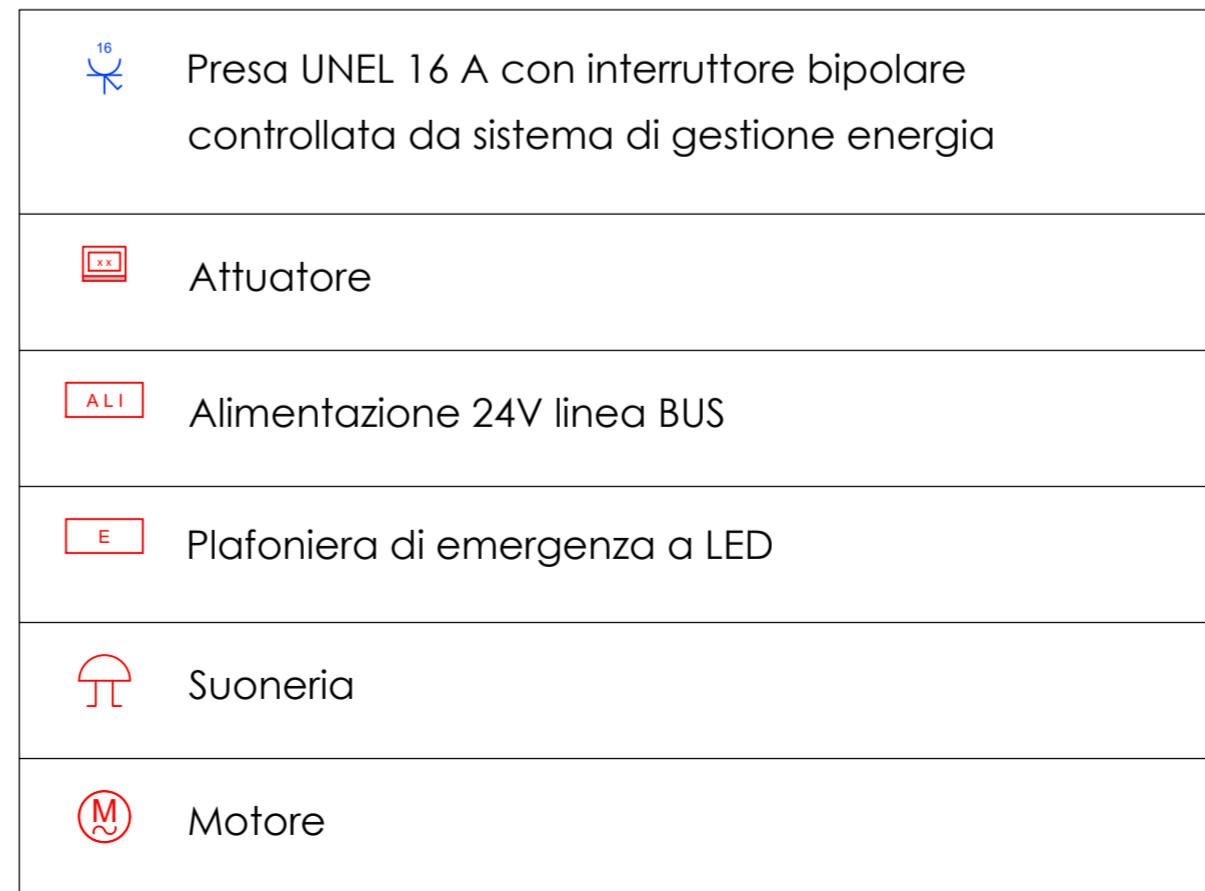 16
Presa UNEL 16 A con interruttore bipolare
controllata da sistema di gestione energia
xx
Attuatore
ALI
Alimentazione 24V linea BUS
E
Plafoniera di emergenza a LED
Suoneria
M
Motore